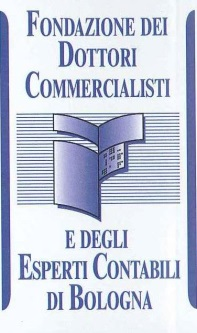 FONDAZIONE DEI
DOTTORI
COMMERCIALISTI
E DEGLI
ESPERTI CONTABILI
DI BOLOGNA